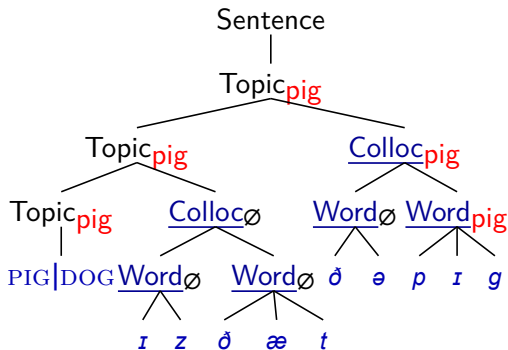 Sentence
Topicpig
Topicpig Collocpig
Topicpig Colloc∅ Word∅ Wordpig
PIG|DOG Word∅ Word∅ ð ə p ɪ g
ɪ z ð æ t